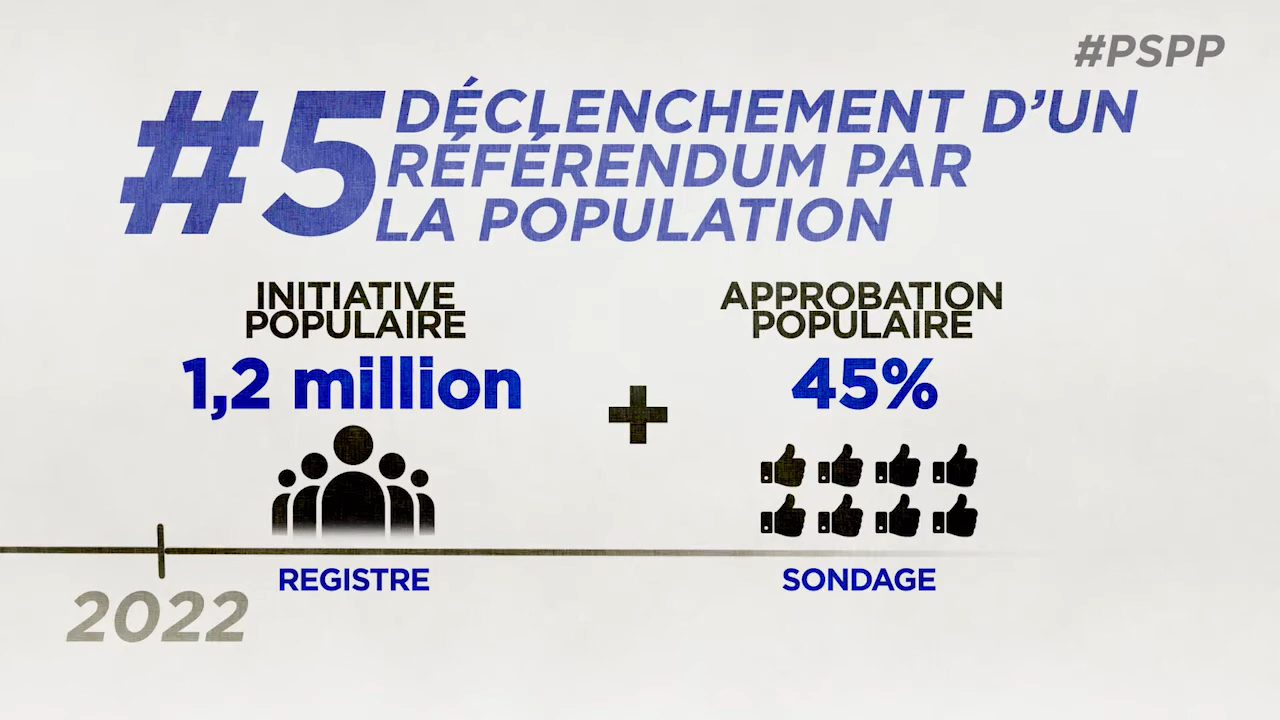 #PSPP
#5 DÉCLENCHEMENT D'UN
RÉFÉRENDUM PAR
LA POPULATION
INITIATIVE
POPULAIRE
1,2 million
REGISTRE
+
APPROBATION
POPULAIRE
45%
SONDAGE
2022